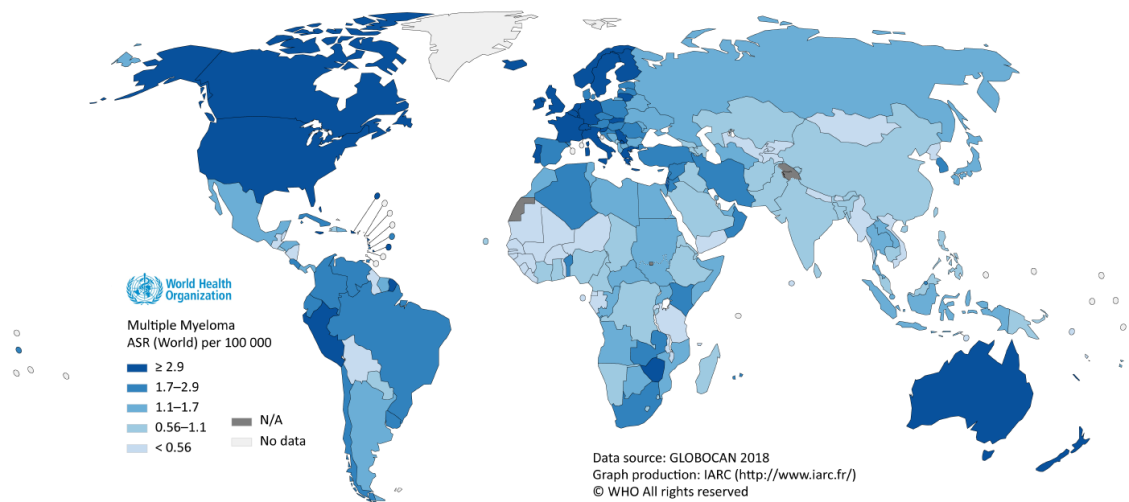 World Health
Organization
Multiple Myeloma
ASR (World) per 100 000
≥ 2.9
1.7–2.9
1.1–1.7
0.56–1.1
< 0.56
N/A
No data
Data source: GLOBOCAN 2018
Graph production: IARC (http://www.iarc.fr/)
© WHO All rights reserved